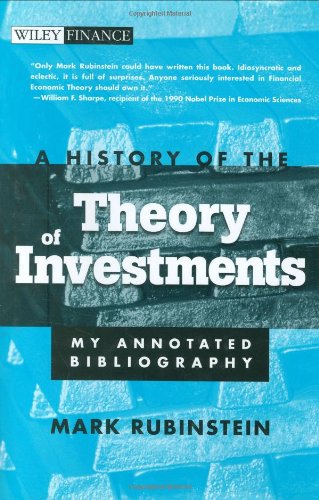 WILEY FINANCE
"Only Mark Rubinstein could have written this book. Idiosyncratic and
eclectic, it is full of surprises. Anyone seriously interested in Financial
Economic Theory should own it."
—William F. Sharpe, recipient of the 1990 Nobel Prize in Economic Sciences
A HISTORY OF THE
Theory
of Investments
MY ANNOTATED
BIBLIOGRAPHY
MARK RUBINSTEIN